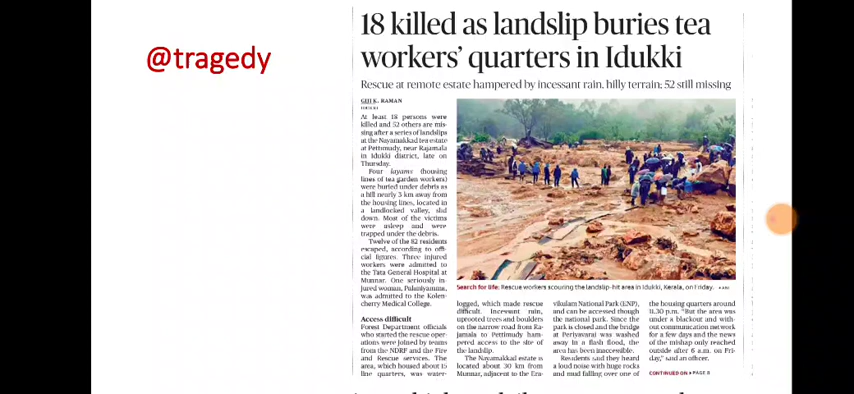 @tragedy
18 killed as landslip buries tea
workers’ quarters in Idukki
Rescue at remote estate hampered by incessant rain, hilly terrain; 52 still missing
GIJI K. RAMAN
IDUKKI
At least 18 persons were
killed and 52 others are mis-
sing after a series of landslips
at the Nayamakkad tea estate
at Pettimudy, near Rajamala
in Idukki district, late on
Thursday.
Four layams (housing
lines of tea garden workers)
were buried under debris as
a hill nearly 3 km away from
the housing lines, located in
a landlocked valley, slid
down. Most of the victims
were asleep and were
trapped under the debris.
Twelve of the 82 residents
escaped, according to offi-
cial figures. Three injured
workers were admitted to
the Tata General Hospital at
Munnar. One seriously in-
jured woman, Palaniyamma,
was admitted to the Kolen-
cherry Medical College.
Access difficult
Forest Department officials
who started the rescue oper-
ations were joined by teams
from the NDRF and the Fire
and Rescue services. The
area, which housed about 15
line quarters, was water-
Search for life: Rescue workers scouring the landslip-hit area in Idukki, Kerala, on Friday.
logged, which made rescue
difficult. Incessant rain,
uprooted trees and boulders
on the narrow road from Ra-
jamala to Pettimudy ham-
pered access to the site of
the landslip.
The Nayamakkad estate is
located about 30 km from
Munnar, adjacent to the Era-
vikulam National Park (ENP),
and can be accessed though
the national park. Since the
park is closed and the bridge
at Periyavarai was washed
away in a flash flood, the
area has been inaccessible.
Residents said they heard
a loud noise with huge rocks
and mud falling over one of
the housing quarters around
11.30 p.m. “But the area was
under a blackout and with-
out communication network
for a few days and the news
of the mishap only reached
outside after 6 a.m. on Fri-
day,” said an officer.
CONTINUED ON ▸ PAGE 8